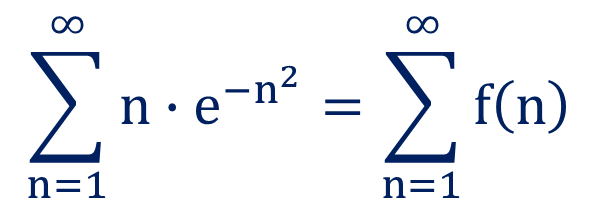 ∞ ∞
∑ n · e^{−n²} = ∑ f(n)
n=1 n=1